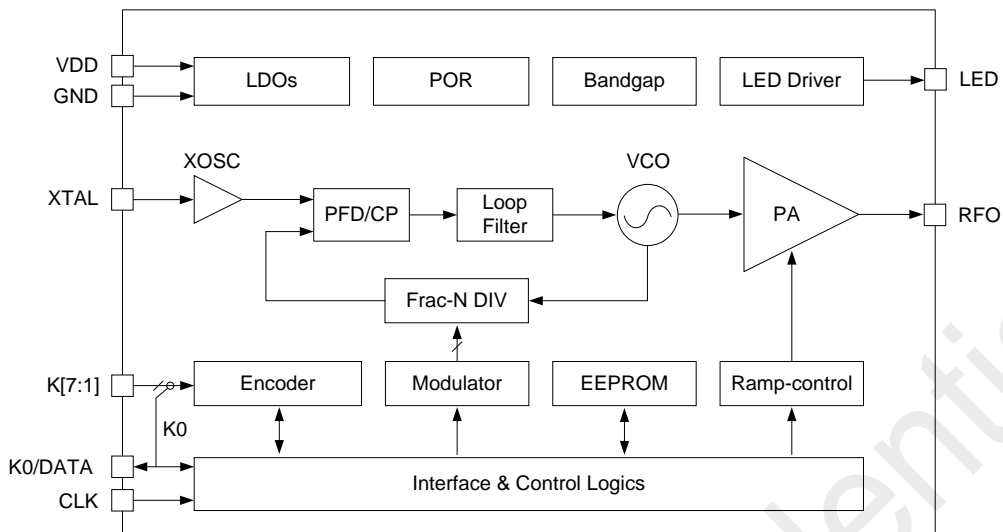 VDD
GND
LDOs
POR
Bandgap
LED Driver
LED
XOSC
VCO
XTAL
PFD/CP
Loop
Filter
PA
RFO
Frac-N DIV
K[7:1]
Encoder
Modulator
EEPROM
Ramp-control
K0
K0/DATA
Interface & Control Logics
CLK